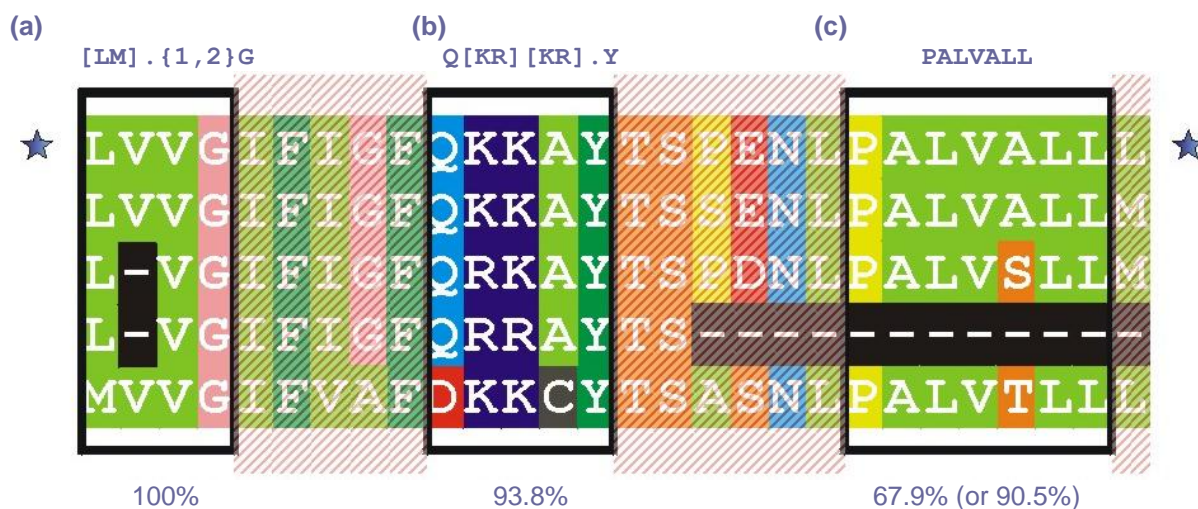 (a) (b) (c)
[LM].{1,2}G Q[KR][KR].Y PALVALL
LVVGIFIGFQKKAYTSPENLPALVALLL
LVVGIFIGFQKKAYTSSENLPALVALLM
L-VGIFIGFQRKAYTSPDNLPALVSLLM
L-VGIFIGFQRRAYTS------------
MVVGIFVAFDKKCYTSASNLPALVTLLL
100% 93.8% 67.9% (or 90.5%)